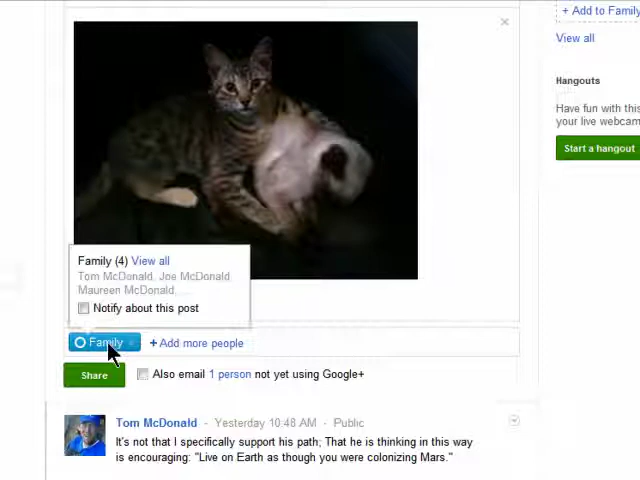 + Add to Family
View all
Hangouts
Have fun with this
your live webcam
Start a hangout
Family (4) View all
Tom McDonald, Joe McDonald
Maureen McDonald...
Notify about this post
Family
+ Add more people
Share
Also email 1 person not yet using Google+
Tom McDonald - Yesterday 10:48 AM - Public
It's not that I specifically support his path; That he is thinking in this way
is encouraging: "Live on Earth as though you were colonizing Mars."